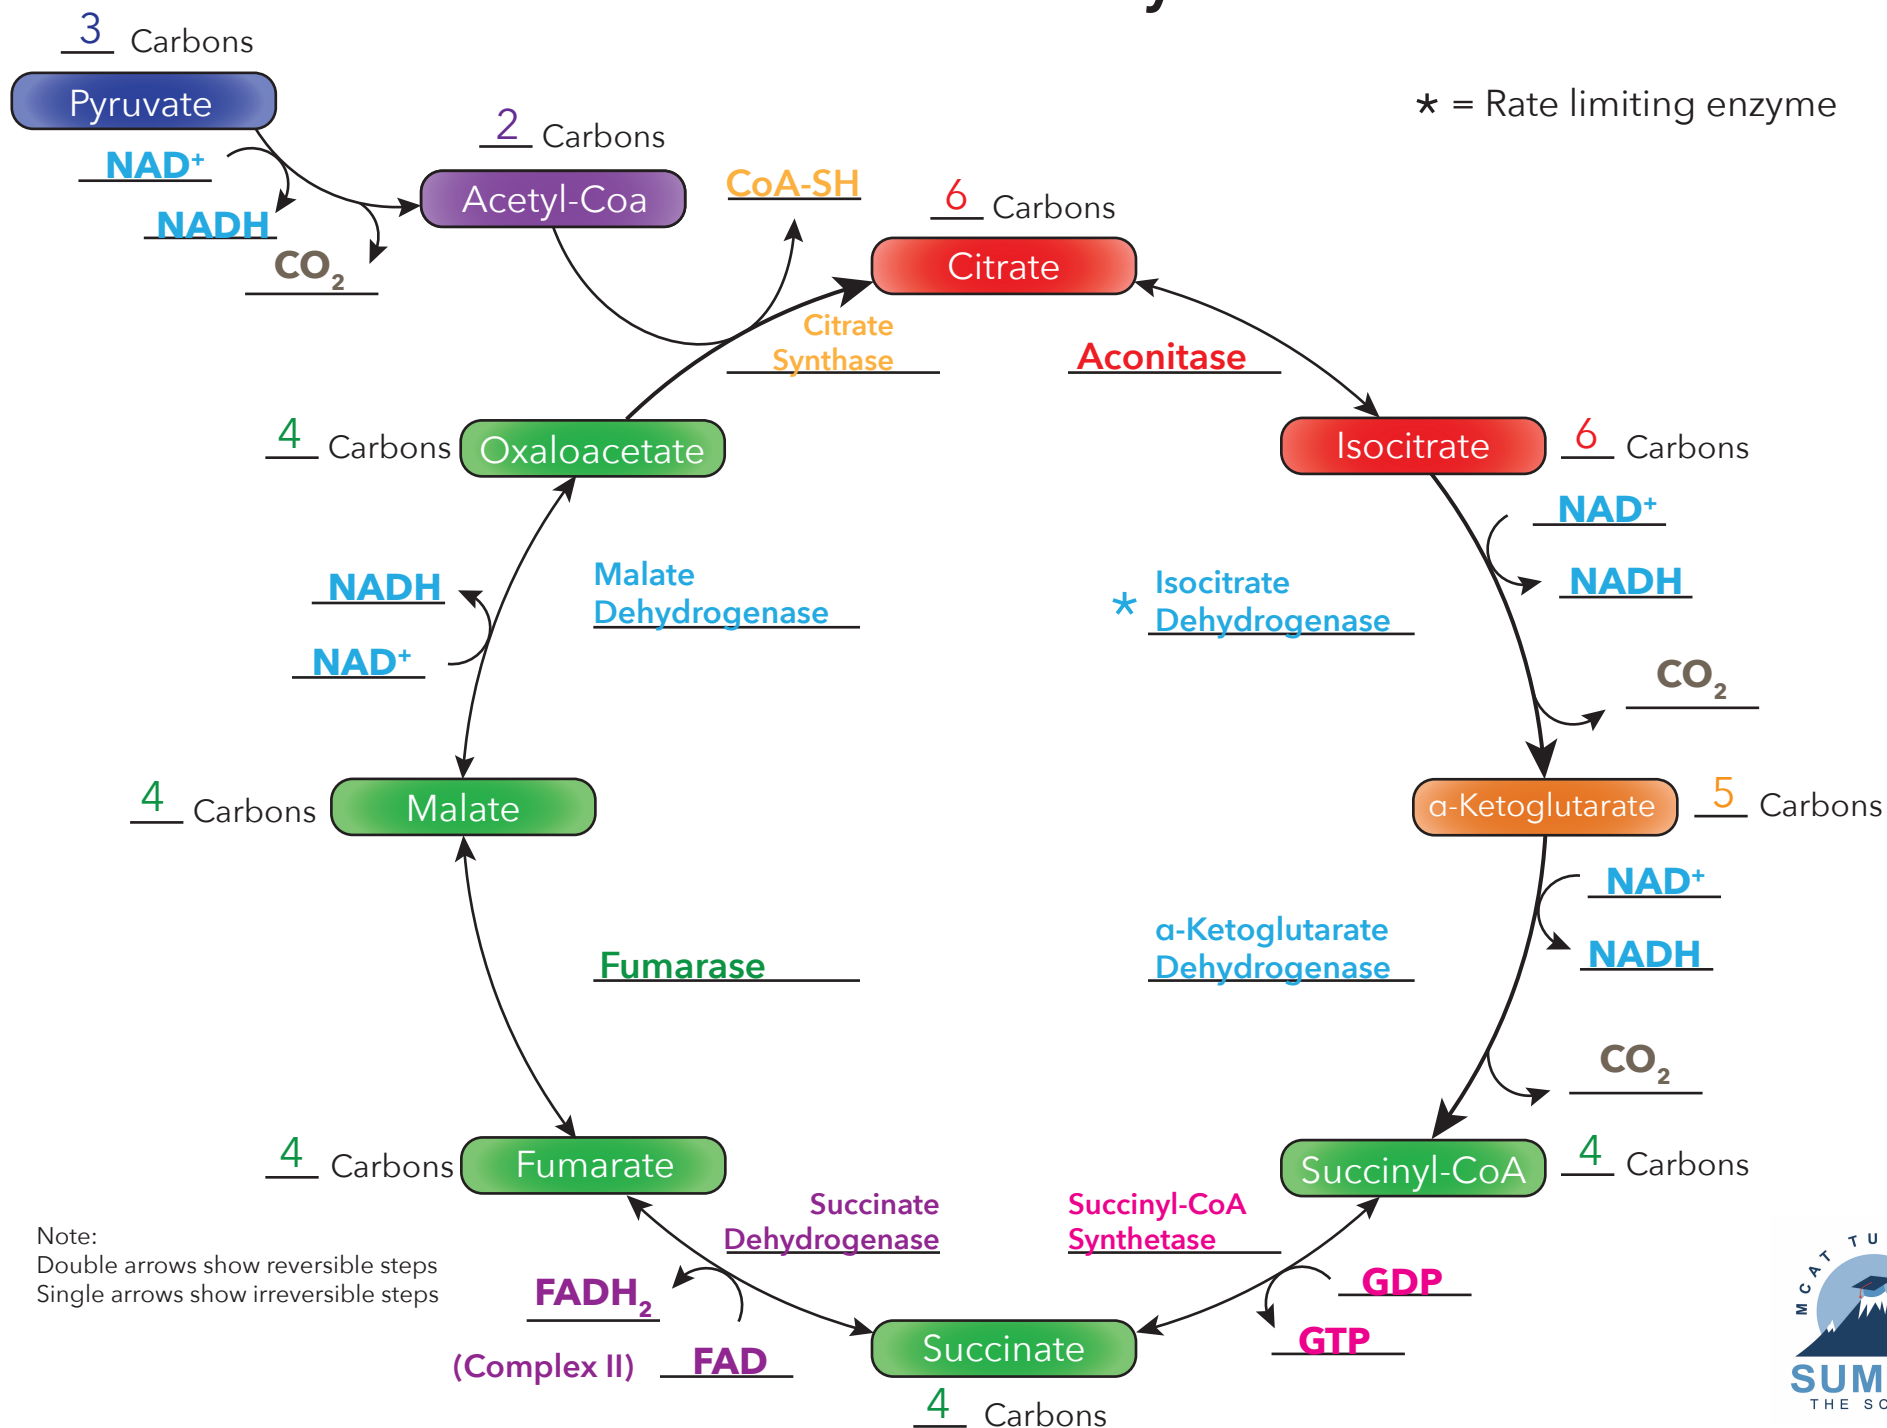 3 Carbons
Pyruvate
* = Rate limiting enzyme
2 Carbons
NAD+
Acetyl-Coa
CoA-SH
6 Carbons
NADH
CO2
Citrate
Citrate
Synthase
Aconitase
4 Carbons
Oxaloacetate
Isocitrate
6 Carbons
NAD+
NADH
Malate
Dehydrogenase
* Isocitrate
Dehydrogenase
NADH
NAD+
CO2
4 Carbons
Malate
α-Ketoglutarate
5 Carbons
NAD+
Fumarase
α-Ketoglutarate
Dehydrogenase
NADH
CO2
4 Carbons
Fumarate
Succinyl-CoA
4 Carbons
Succinate
Dehydrogenase
Succinyl-CoA
Synthetase
Note:
Double arrows show reversible steps
Single arrows show irreversible steps
FADH2
GDP
(Complex II) FAD
Succinate
GTP
4 Carbons
MCAT TU
SUM
THE SC